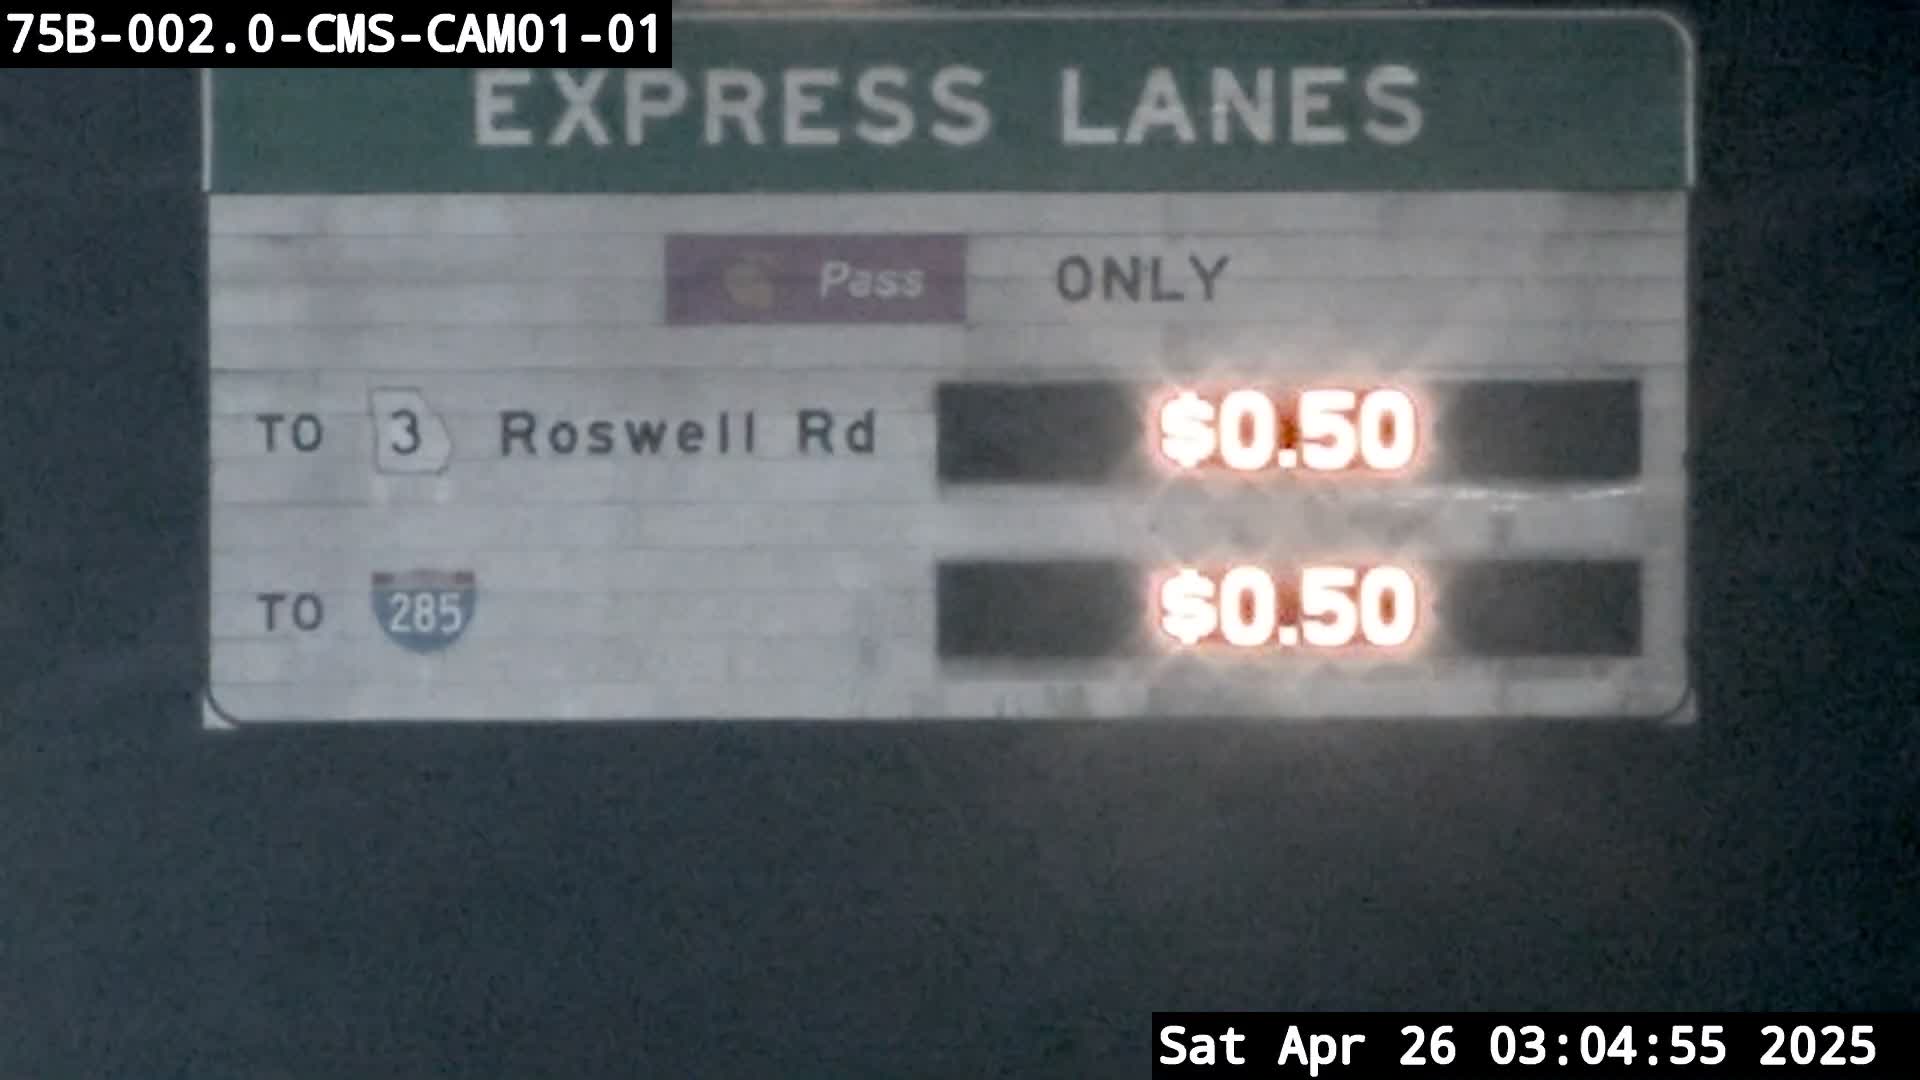 75B-002.0-CMS-CAM01-01
EXPRESS LANES
Pass ONLY
TO 3 Roswell Rd $0.50
TO 285 $0.50
Sat Apr 26 03:04:55 2025